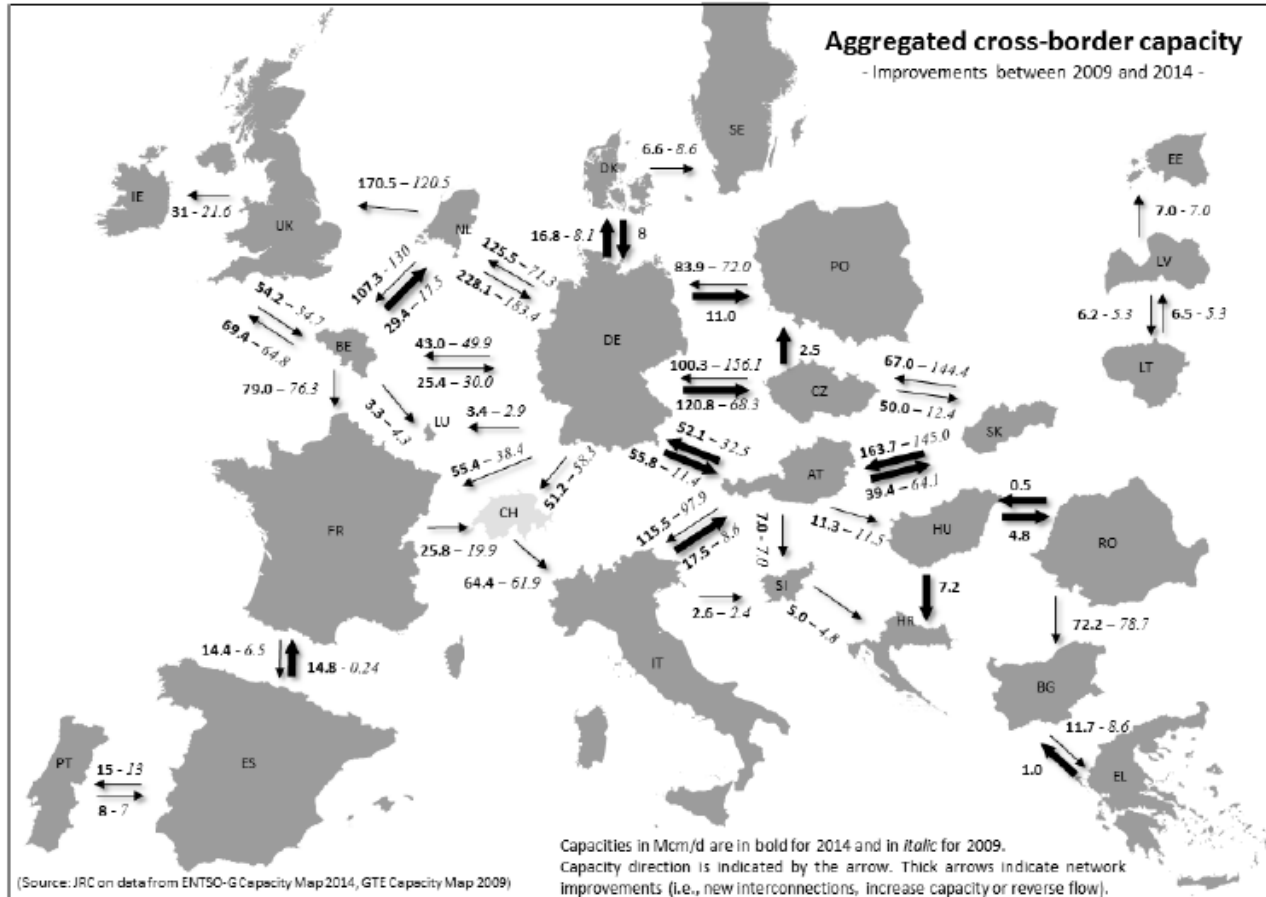 Aggregated cross-border capacity
- Improvements between 2009 and 2014 -
SE
DK
6.6 – 8.6
EE
IE
31 - 21.6
UK
170.5 – 120.5
NL
16.8 - 8.1
8
7.0 - 7.0
LV
PO
83.9 – 72.0
11.0
125.5 – 71.3
228.1 – 183.4
107.3 - 130
29.4 - 17.5
6.2 - 5.3
6.5 - 5.3
LT
54.2 – 54.7
69.4 – 64.8
BE
43.0 – 49.9
25.4 – 30.0
DE
2.5
100.3 – 156.1
120.8 – 68.3
CZ
67.0 – 144.4
50.0 – 12.4
79.0 – 76.3
3.3 – 4.3
LU
3.4 – 2.9
SK
52.1 – 32.5
55.8 – 11.4
AT
163.7 – 145.0
39.4 – 64.1
55.4 – 38.4
51.2 – 58.3
CH
FR
25.8 – 19.9
64.4 – 61.9
115.5 – 97.9
17.5 – 8.6
7.0 - 7.0
11.3 – 11.5
HU
0.5
4.8
RO
SI
2.6 – 2.4
5.0 – 4.8
7.2
HR
72.2 – 78.7
14.4 - 6.5
14.8 - 0.24
IT
BG
11.7 - 8.6
1.0
EL
PT
15 - 13
8 - 7
ES
Capacities in Mcm/d are in bold for 2014 and in italic for 2009.
Capacity direction is indicated by the arrow. Thick arrows indicate network
improvements (i.e., new interconnections, increase capacity or reverse flow).
(Source: JRC on data from ENTSO-G Capacity Map 2014, GTE Capacity Map 2009)